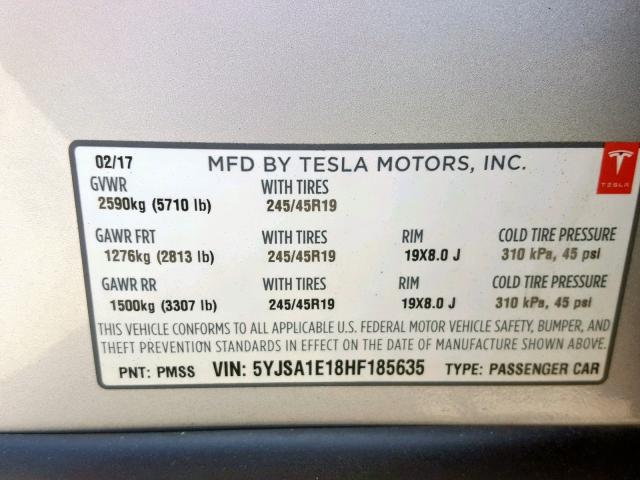 02/17 MFD BY TESLA MOTORS, INC.
GVWR WITH TIRES
2590kg (5710 lb) 245/45R19
GAWR FRT WITH TIRES RIM COLD TIRE PRESSURE
1276kg (2813 lb) 245/45R19 19X8.0 J 310 kPa, 45 psi
GAWR RR WITH TIRES RIM COLD TIRE PRESSURE
1500kg (3307 lb) 245/45R19 19X8.0 J 310 kPa, 45 psi
THIS VEHICLE CONFORMS TO ALL APPLICABLE U.S. FEDERAL MOTOR VEHICLE SAFETY, BUMPER, AND
THEFT PREVENTION STANDARDS IN EFFECT ON THE DATE OF MANUFACTURE SHOWN ABOVE.
PNT: PMSS VIN: 5YJSA1E18HF185635 TYPE: PASSENGER CAR
TESLA